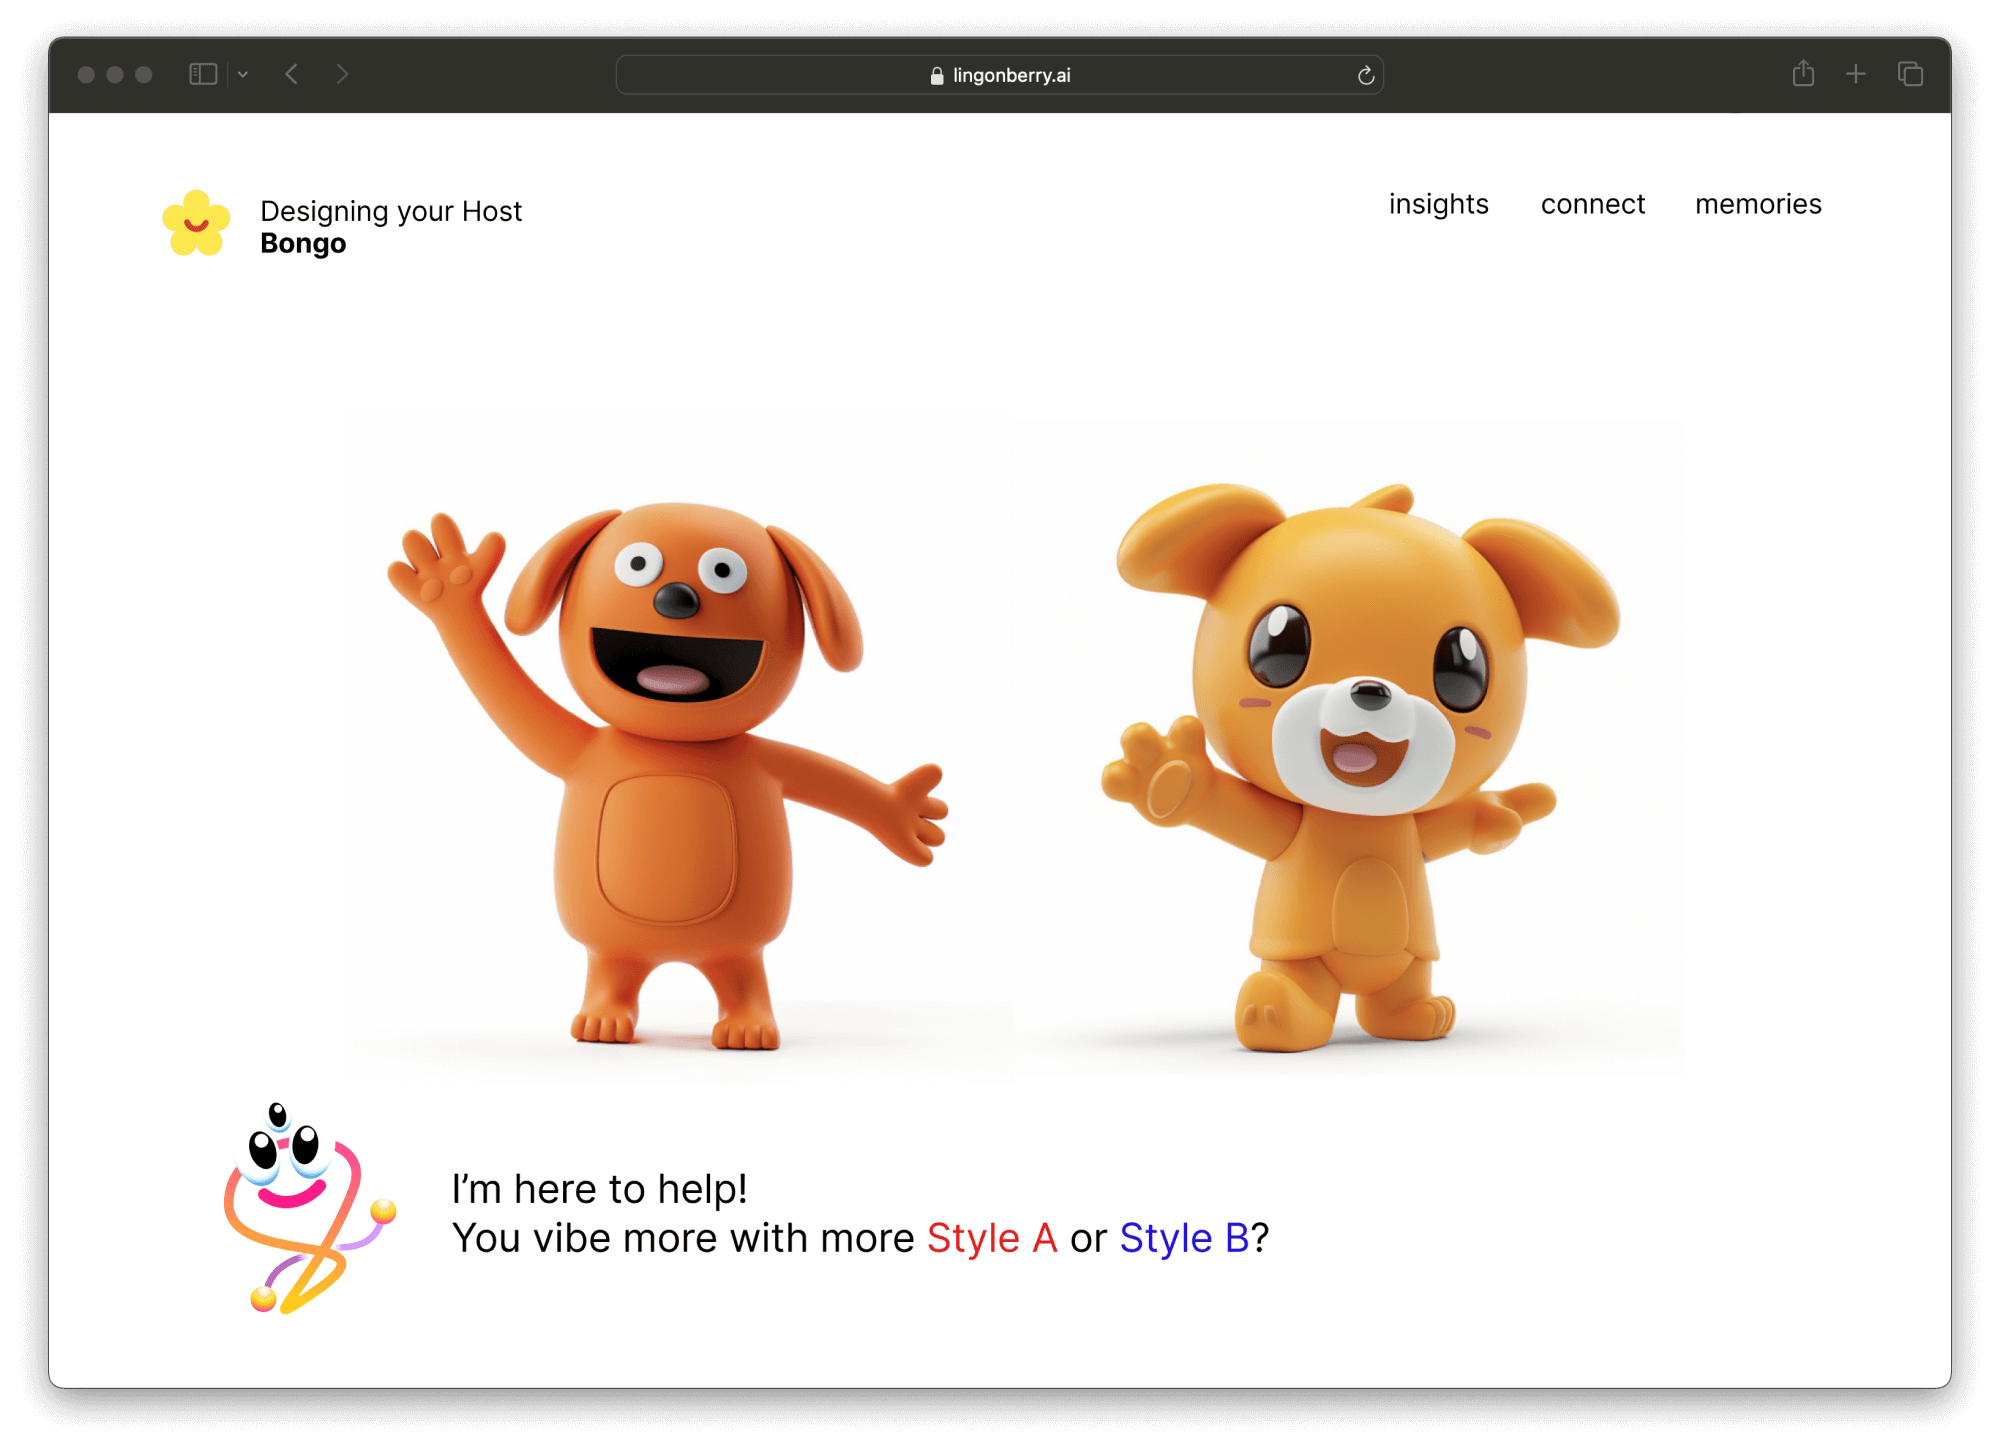 lingonberry.ai
Designing your Host
Bongo
insights connect memories
I’m here to help!
You vibe more with more Style A or Style B?